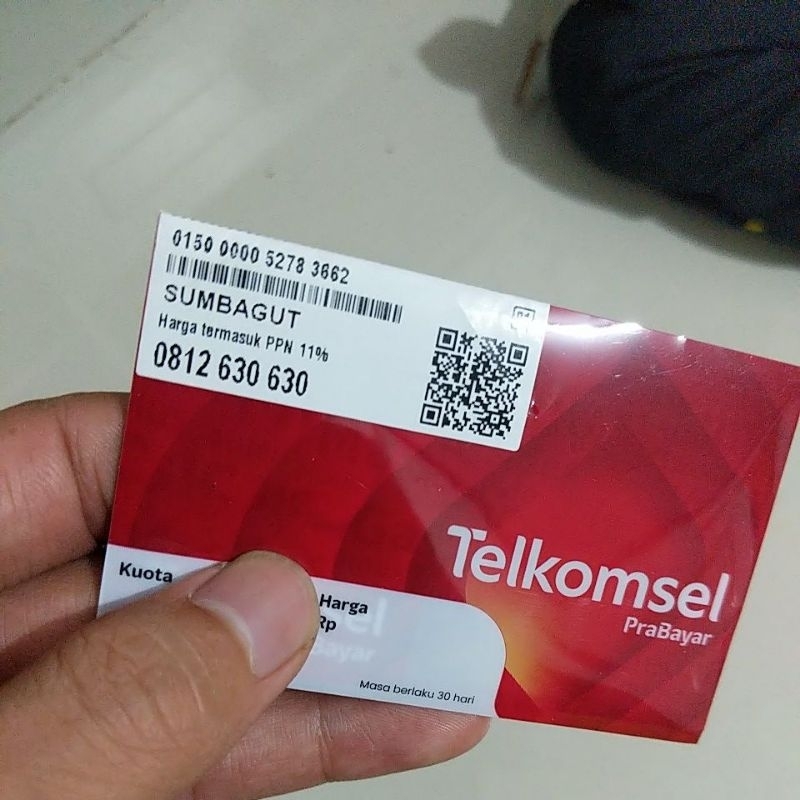 0150 0000 5278 3662
SUMBAGUT
Harga termasuk PPN 11%
0812 630 630
Telkomsel
PraBayar
Kuota
Harga
Rp
Masa berlaku 30 hari